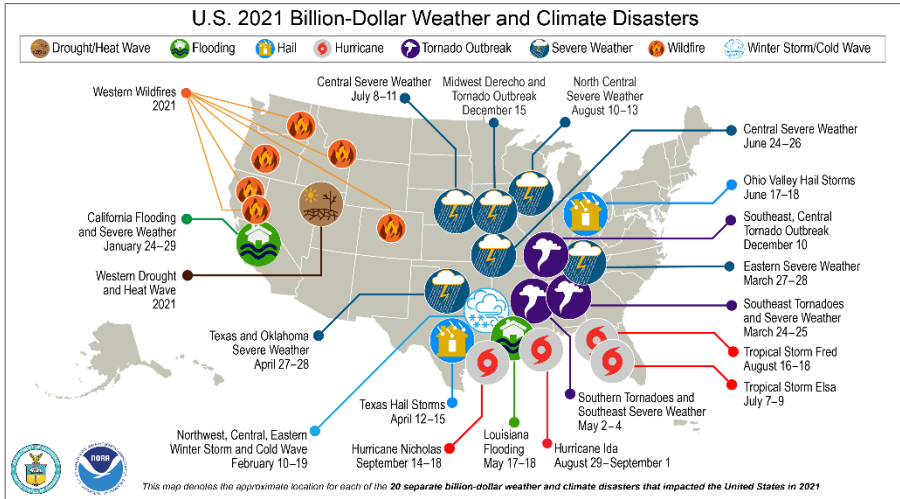 U.S. 2021 Billion-Dollar Weather and Climate Disasters
Drought/Heat Wave
Flooding
Hail
Hurricane
Tornado Outbreak
Severe Weather
Wildfire
Winter Storm/Cold Wave
Western Wildfires
2021
Central Severe Weather
July 8–11
Midwest Derecho and
Tornado Outbreak
December 15
North Central
Severe Weather
August 10–13
Central Severe Weather
June 24–26
Ohio Valley Hail Storms
June 17–18
California Flooding
and Severe Weather
January 24–29
Southeast, Central
Tornado Outbreak
December 10
Western Drought
and Heat Wave
2021
Eastern Severe Weather
March 27–28
Texas and Oklahoma
Severe Weather
April 27–28
Southeast Tornadoes
and Severe Weather
March 24–25
Tropical Storm Fred
August 16–18
Tropical Storm Elsa
July 7–9
Texas Hail Storms
April 12–15
Southern Tornadoes and
Southeast Severe Weather
May 2–4
Northwest, Central, Eastern
Winter Storm and Cold Wave
February 10–19
Hurricane Nicholas
September 14–18
Louisiana
Flooding
May 17–18
Hurricane Ida
August 29–September 1
NOAA
This map denotes the approximate location for each of the 20 separate billion-dollar weather and climate disasters that impacted the United States in 2021